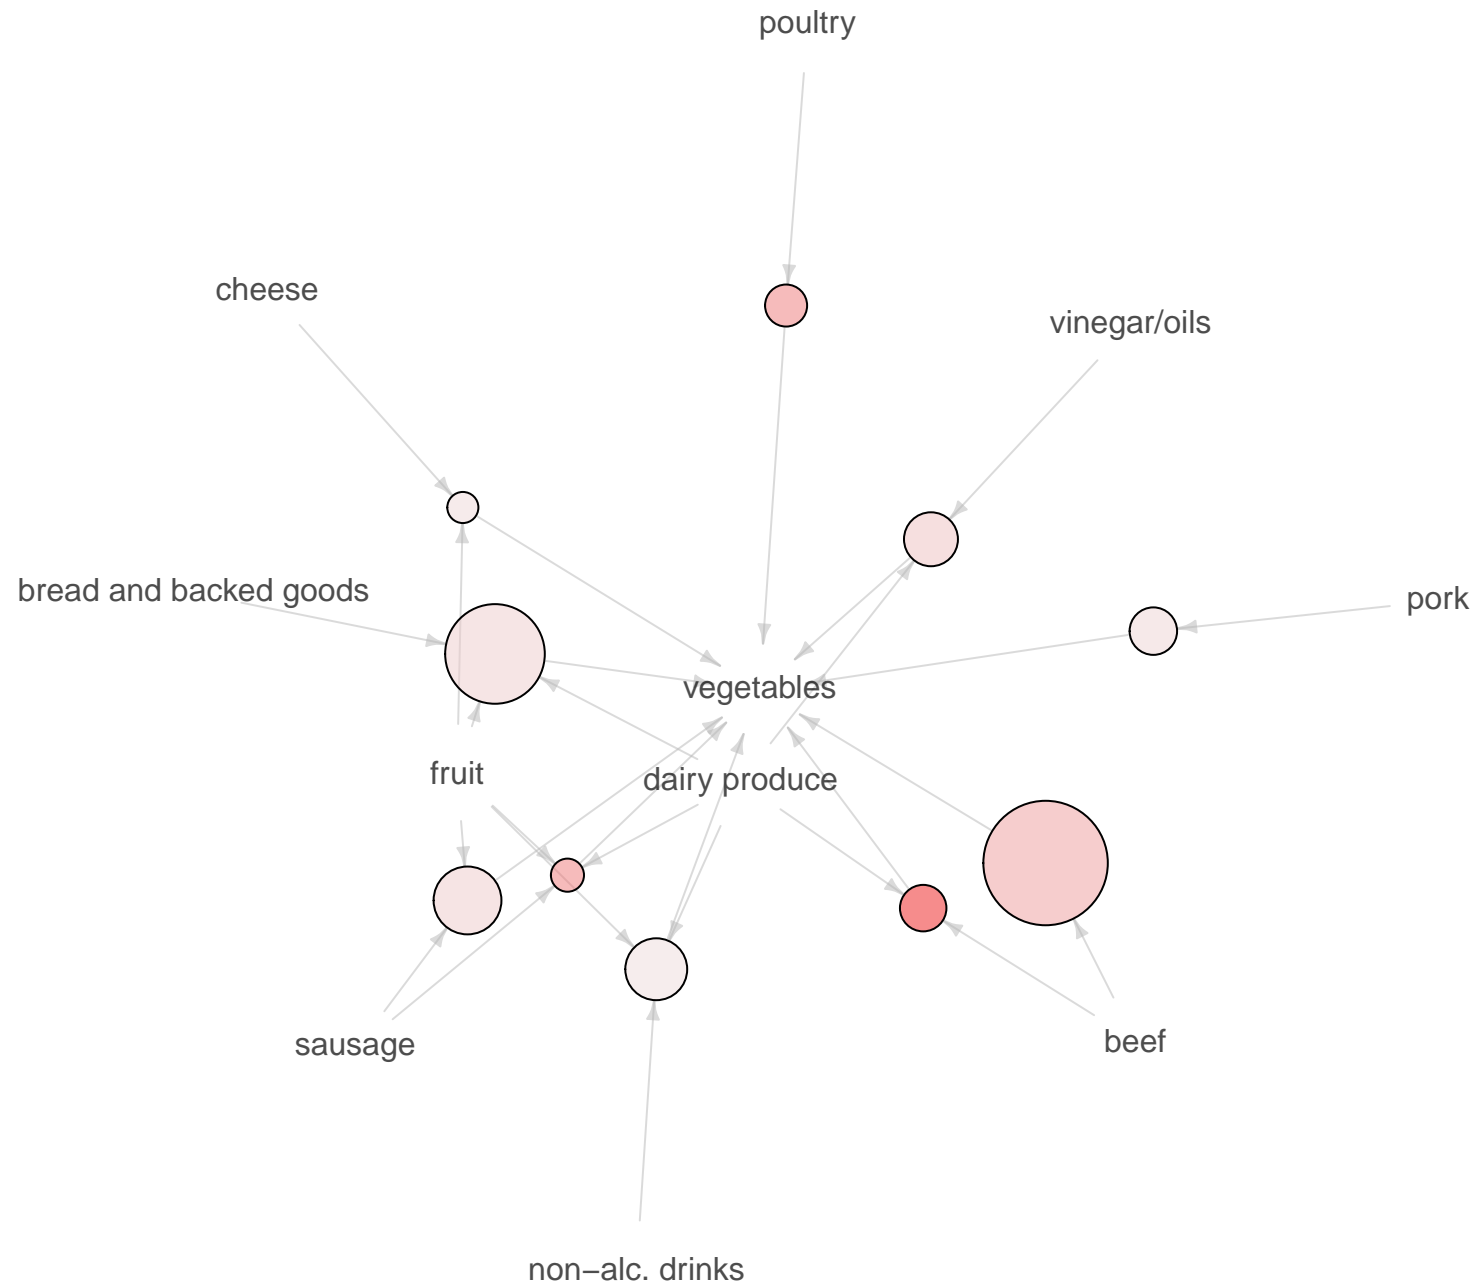 poultry
cheese
vinegar/oils
bread and backed goods
pork
vegetables
fruit
dairy produce
sausage
beef
non−alc. drinks